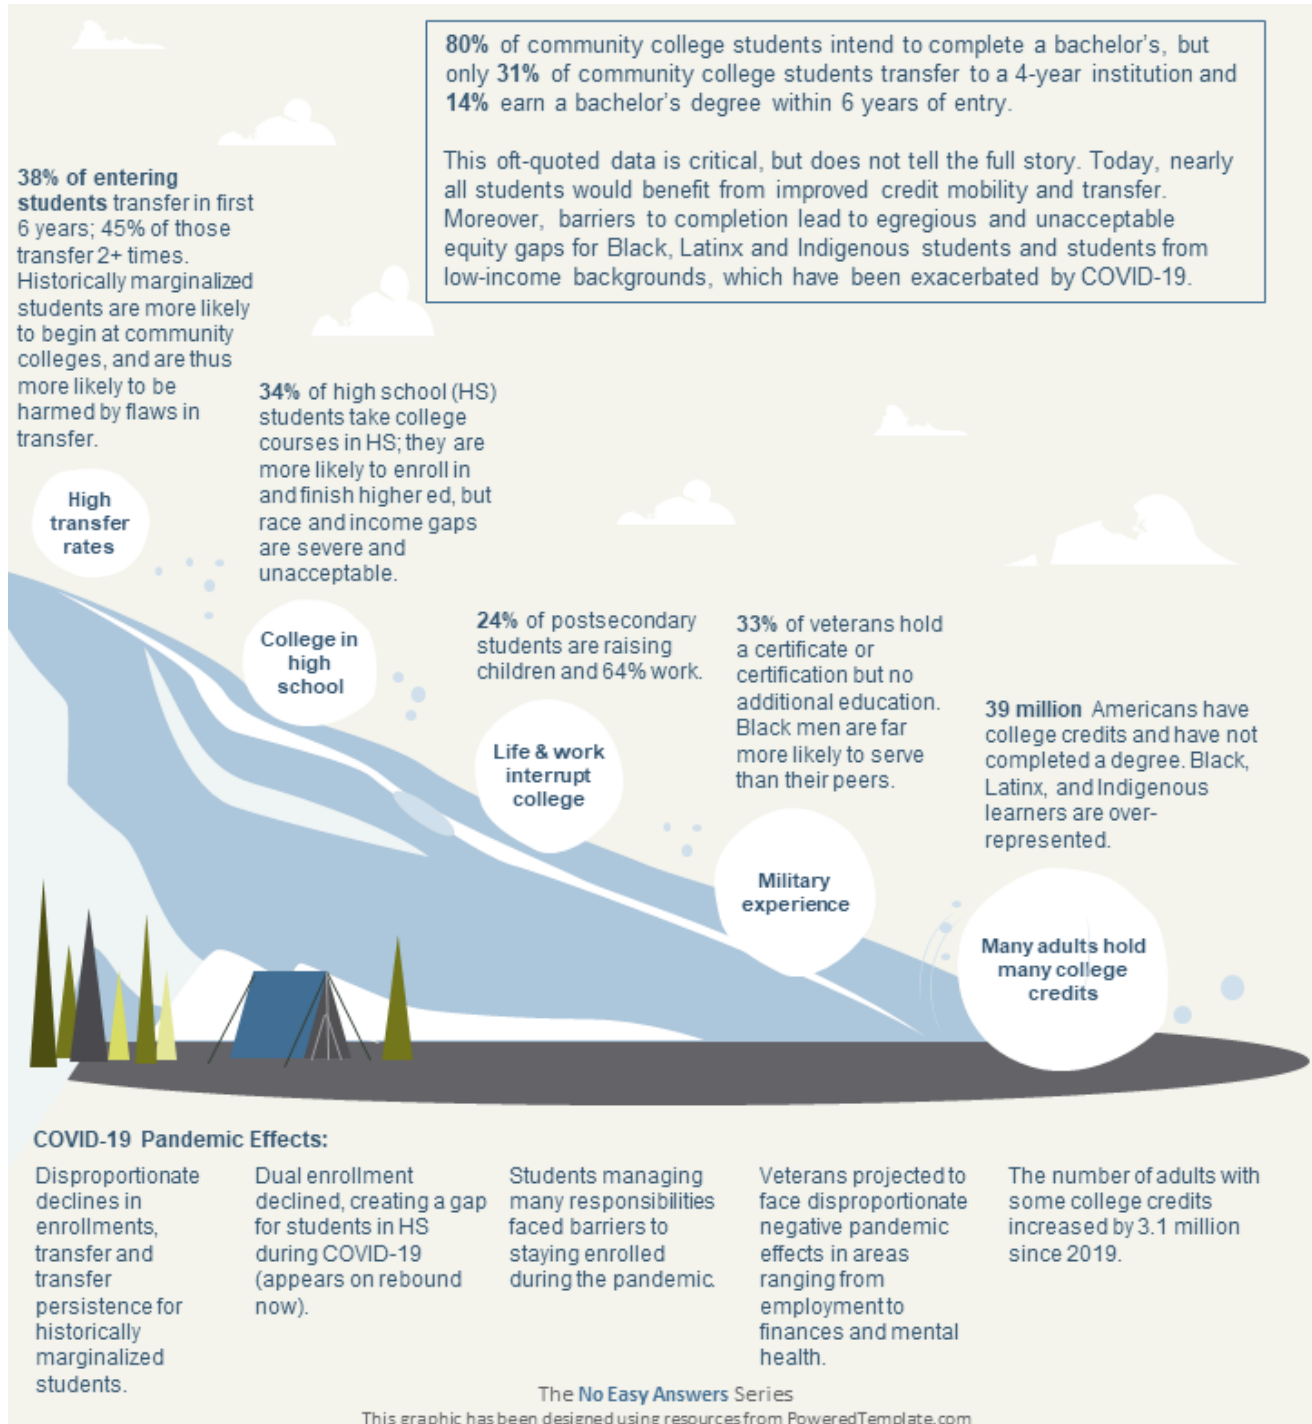 80% of community college students intend to complete a bachelor's, but
only 31% of community college students transfer to a 4-year institution and
14% earn a bachelor's degree within 6 years of entry.
This oft-quoted data is critical, but does not tell the full story. Today, nearly
all students would benefit from improved credit mobility and transfer.
Moreover, barriers to completion lead to egregious and unacceptable
equity gaps for Black, Latinx and Indigenous students and students from
low-income backgrounds, which have been exacerbated by COVID-19.
38% of entering
students transfer in first
6 years; 45% of those
transfer 2+ times.
Historically marginalized
students are more likely
to begin at community
colleges, and are thus
more likely to be
harmed by flaws in
transfer.
High
transfer
rates
34% of high school (HS)
students take college
courses in HS; they are
more likely to enroll in
and finish higher ed, but
race and income gaps
are severe and
unacceptable.
College in
high
school
24% of postsecondary
students are raising
children and 64% work.
Life & work
interrupt
college
33% of veterans hold
a certificate or
certification but no
additional education.
Black men are far
more likely to serve
than their peers.
Military
experience
39 million Americans have
college credits and have not
completed a degree. Black,
Latinx, and Indigenous
learners are over-
represented.
Many adults hold
many college
credits
COVID-19 Pandemic Effects:
Disproportionate
declines in
enrollments,
transfer and
transfer
persistence for
historically
marginalized
students.
Dual enrollment
declined, creating a gap
for students in HS
during COVID-19
(appears on rebound
now).
Students managing
many responsibilities
faced barriers to
staying enrolled
during the pandemic.
Veterans projected to
face disproportionate
negative pandemic
effects in areas
ranging from
employment to
finances and mental
health.
The number of adults with
some college credits
increased by 3.1 million
since 2019.
The No Easy Answers Series
This graphic has been designed using resources from PoweredTemplate.com